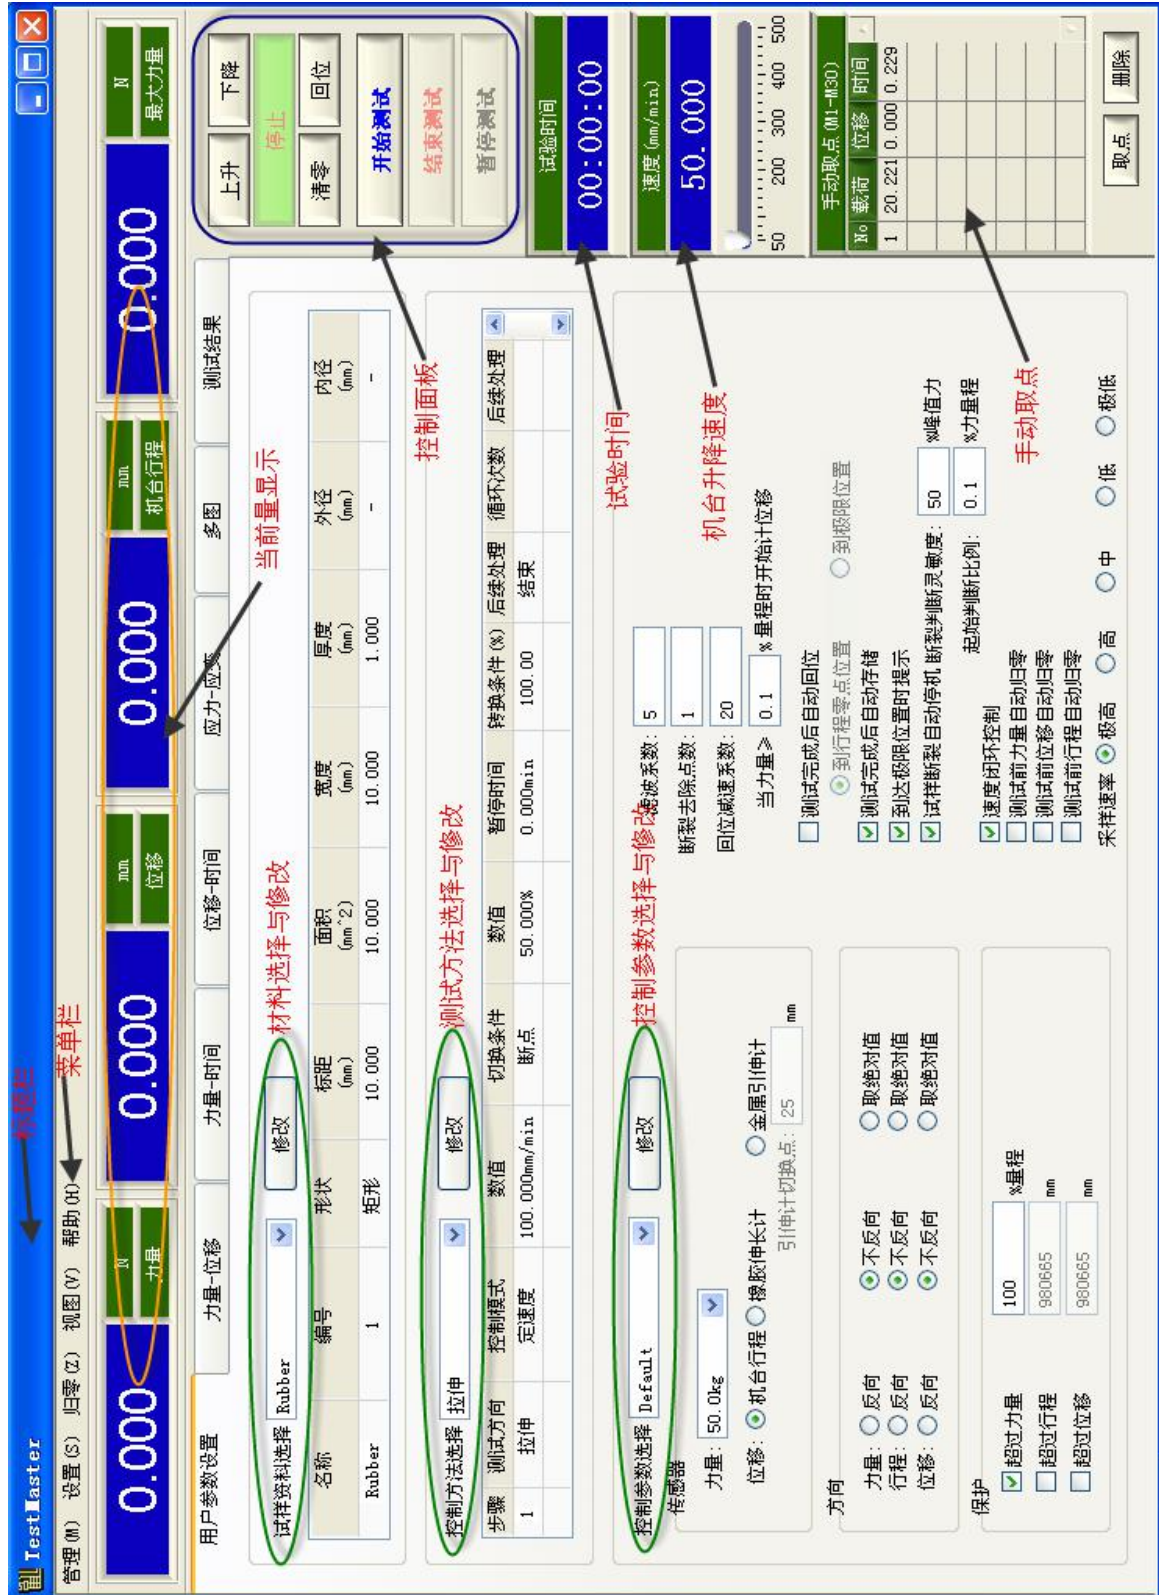 TestMaster
标题栏
管理(M) 设置(S) 归零(Z) 视图(V) 帮助(H)
菜单栏
0.000 N 力量
0.000 mm 位移
0.000 mm 机台行程
0.000 N 最大力量
当前量显示
用户参数设置 力量-位移 力量-时间 位移-时间 应力-应变 多图 测试结果
试样资料选择 Rubber 修改
材料选择与修改
名称 编号 形状 标距(mm) 面积(mm^2) 宽度(mm) 厚度(mm) 外径(mm) 内径(mm)
Rubber 1 矩形 10.000 10.000 10.000 1.000 - -
控制方法选择 拉伸 修改
测试方法选择与修改
步骤 测试方向 控制模式 数值 切换条件 数值 暂停时间 转换条件(%) 后续处理 循环次数 后续处理
1 拉伸 定速度 100.000mm/min 断点 50.000% 0.000min 100.00 结束
控制参数选择 Default 修改
控制参数选择与修改
传感器
力量: 50.0kg
位移: 机台行程 橡胶伸长计 金属引伸计
引伸计切换点: 25 mm
方向
力量: 反向 不反向 取绝对值
行程: 反向 不反向 取绝对值
位移: 反向 不反向 取绝对值
保护
超过力量 100 %量程
超过行程 980665 mm
超过位移 980665 mm
滤波系数: 5
断裂去除点数: 1
回位减速系数: 20
当力量≥ 0.1 %量程时开始计位移
测试完成后自动回位
到行程零点位置 到极限位置
测试完成后自动存储
到达极限位置时提示
试样断裂自动停机 断裂判断灵敏度: 50 %峰值力
起始判断比例: 0.1 %力量程
速度闭环控制
测试前力量自动归零
测试前位移自动归零
测试前行程自动归零
采样速率 极高 高 中 低 极低
上升 下降
停止
清零 回位
开始测试
结束测试
暂停测试
控制面板
试验时间
00:00:00
试验时间
速度(mm/min)
50.000
50 200 300 400 500
机台升降速度
手动取点(M1-M30)
No 载荷 位移 时间
1 20.221 0.000 0.229
手动取点
取点 删除